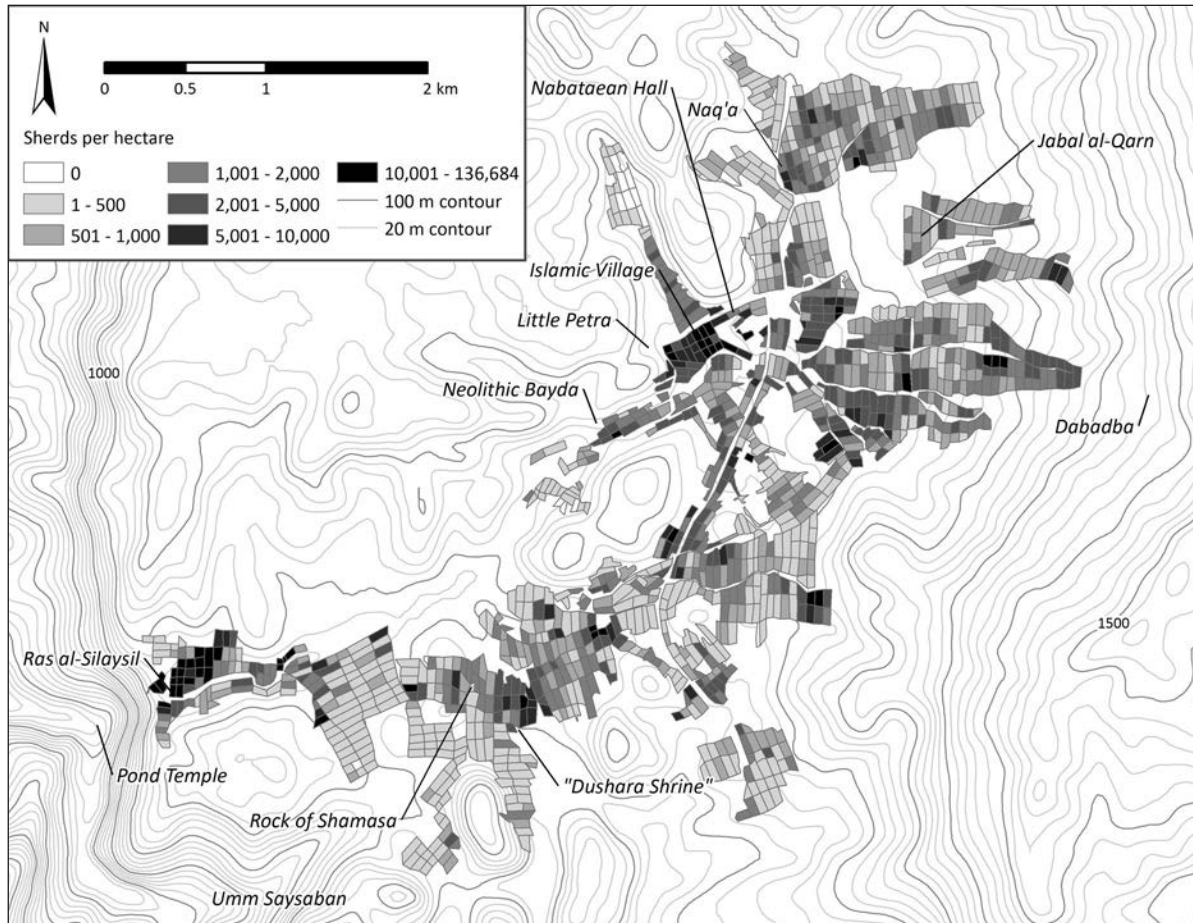 N
0 0.5 1 2 km
Sherds per hectare
0
1 - 500
501 - 1,000
1,001 - 2,000
2,001 - 5,000
5,001 - 10,000
10,001 - 136,684
100 m contour
20 m contour
Nabataean Hall
Naq'a
Jabal al-Qarn
Islamic Village
Little Petra
1000
Neolithic Bayda
Dabadba
1500
Ras al-Silaysil
Pond Temple
"Dushara Shrine"
Rock of Shamasa
Umm Saysaban